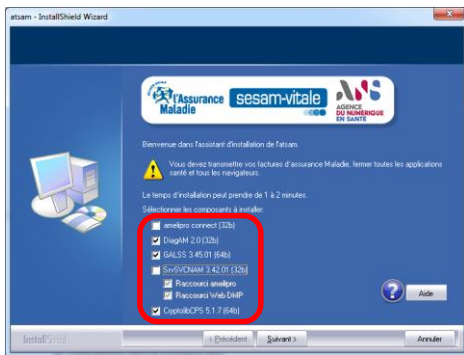 atsam - InstallShield Wizard
l'Assurance
Maladie
sesam-vitale
ANS
AGENCE
DU NUMÉRIQUE
EN SANTÉ
Bienvenue dans l'assistant d'installation de l'atsam.
Vous devez transmettre vos factures d'assurance Maladie, fermer toutes les applications
santé et tous les navigateurs.
Le temps d'installation peut prendre de 1 à 2 minutes.
Sélectionner les composants à installer:
amelipro connect (32b)
DiagAM 2.0 (32b)
GALSS 3.45.01 (64b)
SrvSVCNAM 3.42.01 (32b)
Raccourci amelipro
Raccourci Web DMP
CryptolibCPS 5.1.7 (64b)
Aide
InstallShield
< Précédent
Suivant >
Annuler